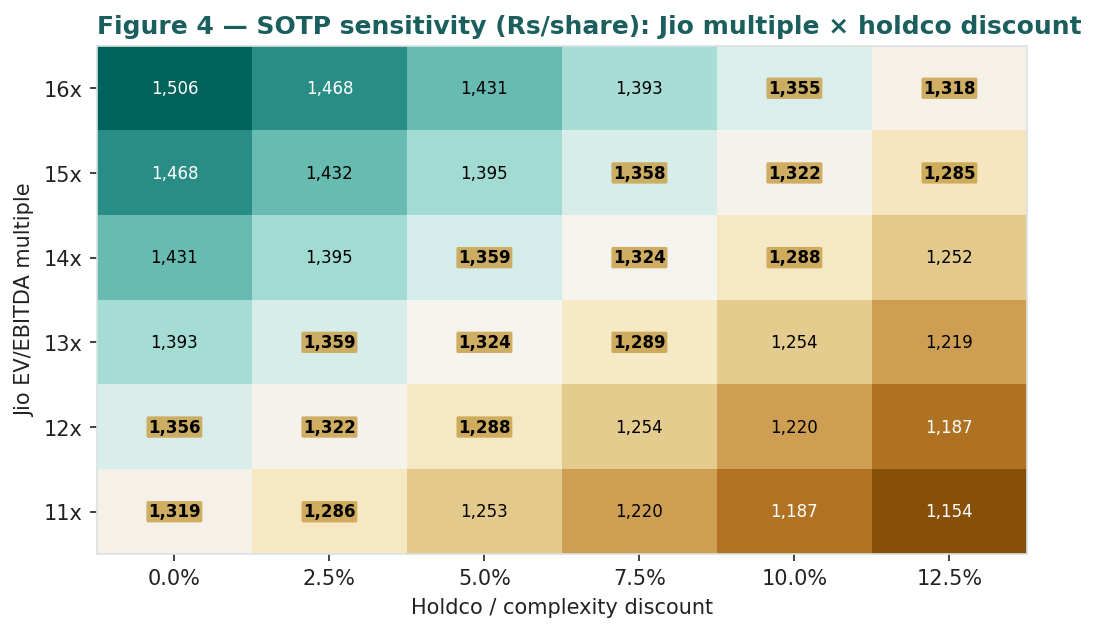 Figure 4 — SOTP sensitivity (Rs/share): Jio multiple × holdco discount
Jio EV/EBITDA multiple
16x 1,506 1,468 1,431 1,393 1,355 1,318
15x 1,468 1,432 1,395 1,358 1,322 1,285
14x 1,431 1,395 1,359 1,324 1,288 1,252
13x 1,393 1,359 1,324 1,289 1,254 1,219
12x 1,356 1,322 1,288 1,254 1,220 1,187
11x 1,319 1,286 1,253 1,220 1,187 1,154
0.0% 2.5% 5.0% 7.5% 10.0% 12.5%
Holdco / complexity discount